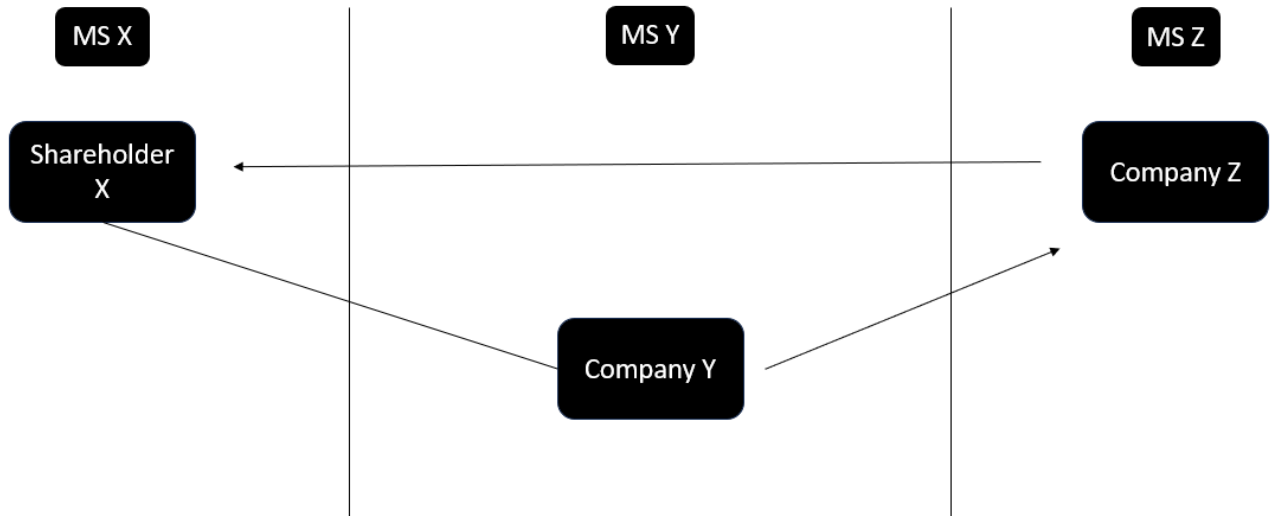 MS X
MS Y
MS Z
Shareholder
X
Company Z
Company Y